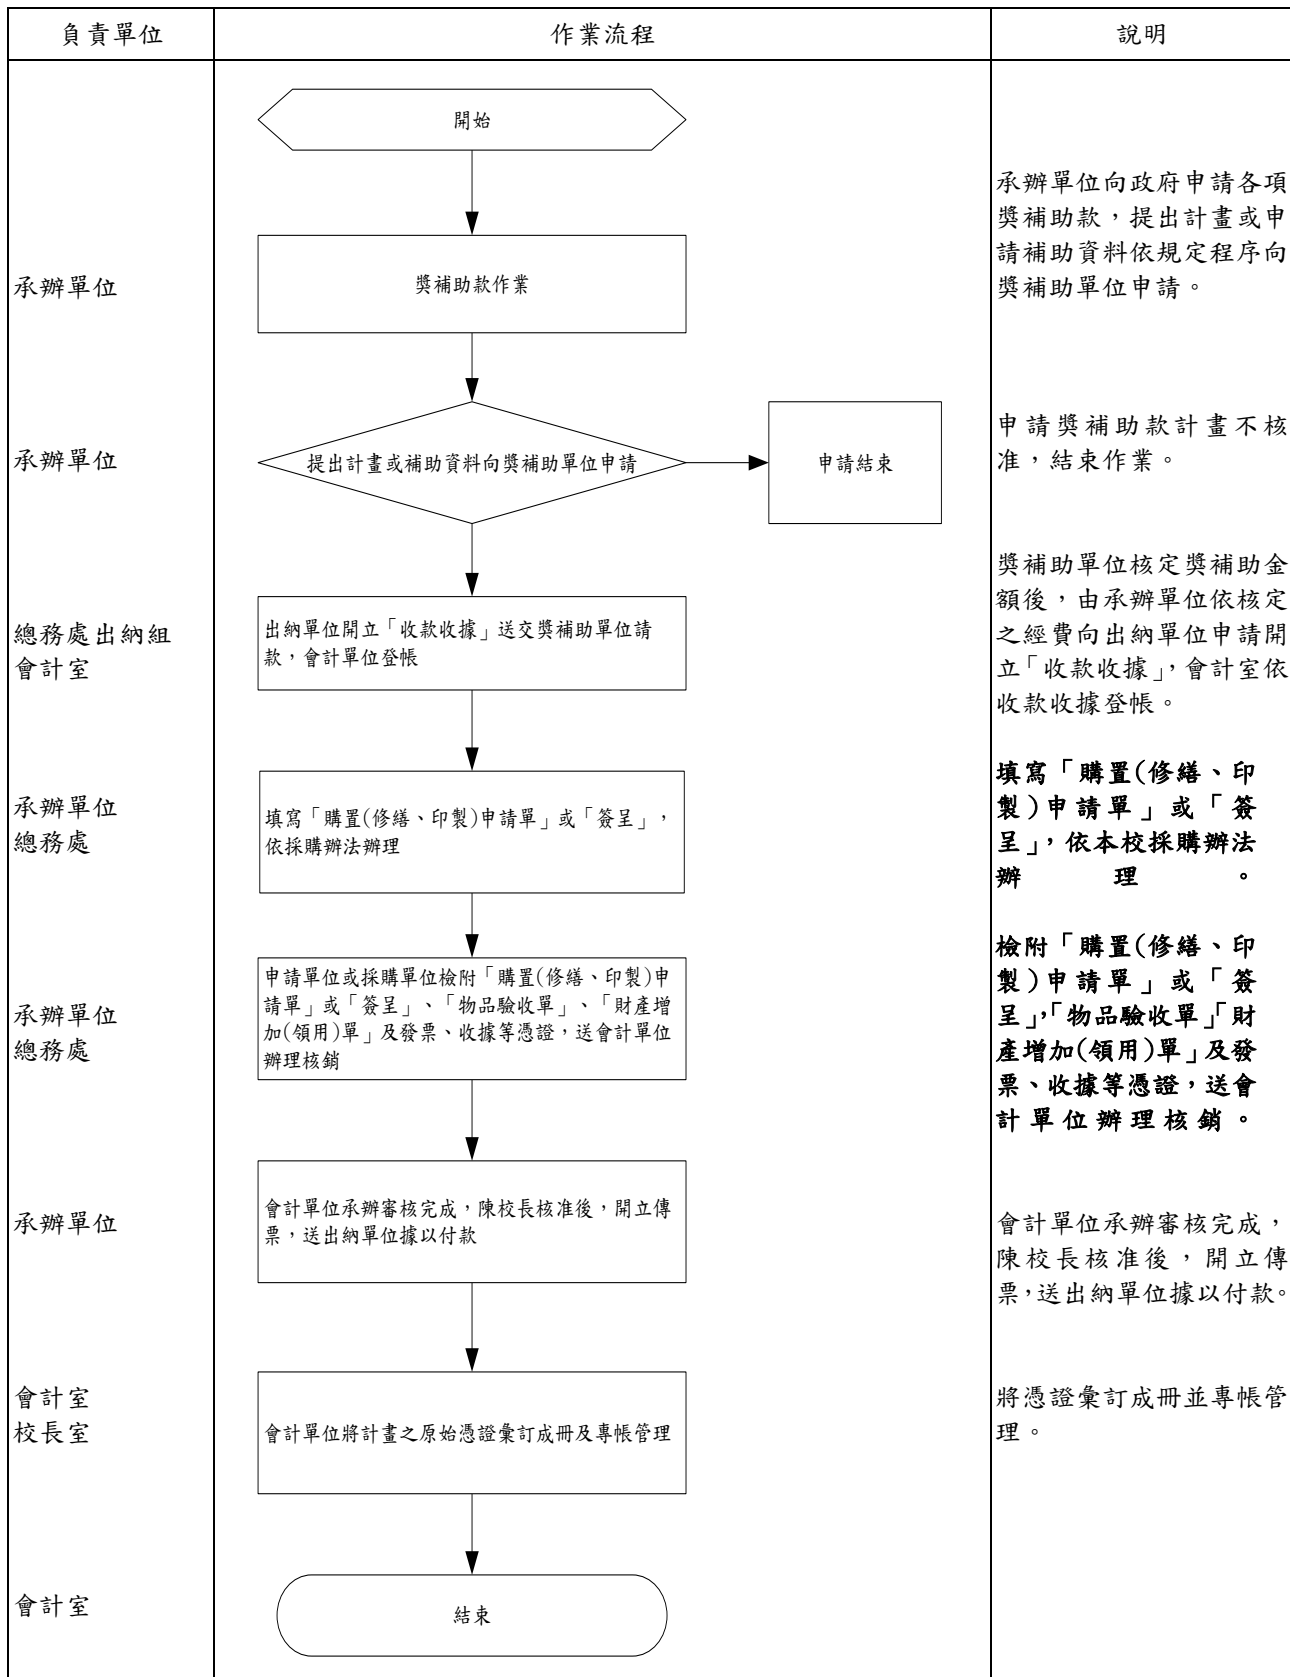 負責單位
作業流程
說明
開始
承辦單位向政府申請各項
獎補助款,提出計畫或申
請補助資料依規定程序向
獎補助單位申請。
承辦單位
獎補助款作業
承辦單位
提出計畫或補助資料向獎補助單位申請
申請結束
申請獎補助款計畫不核
准,結束作業。
總務處出納組
會計室
出納單位開立「收款收據」送交獎補助單位請
款,會計單位登帳
獎補助單位核定獎補助金
額後,由承辦單位依核定
之經費向出納單位申請開
立「收款收據」,會計室依
收款收據登帳。
承辦單位
總務處
填寫「購置(修繕、印製)申請單」或「簽呈」,
依採購辦法辦理
填寫「購置(修繕、印
製)申請單」或「簽
呈」,依本校採購辦法
辦理。
承辦單位
總務處
申請單位或採購單位檢附「購置(修繕、印製)申
請單」或「簽呈」、「物品驗收單」、「財產增
加(領用)單」及發票、收據等憑證,送會計單位
辦理核銷
檢附「購置(修繕、印
製)申請單」或「簽
呈」,「物品驗收單」「財
產增加(領用)單」及發
票、收據等憑證,送會
計單位辦理核銷。
承辦單位
會計單位承辦審核完成,陳校長核准後,開立傳
票,送出納單位據以付款
會計單位承辦審核完成,
陳校長核准後,開立傳
票,送出納單位據以付款。
會計室
校長室
會計單位將計畫之原始憑證彙訂成冊及專帳管理
將憑證彙訂成冊並專帳管
理。
會計室
結束